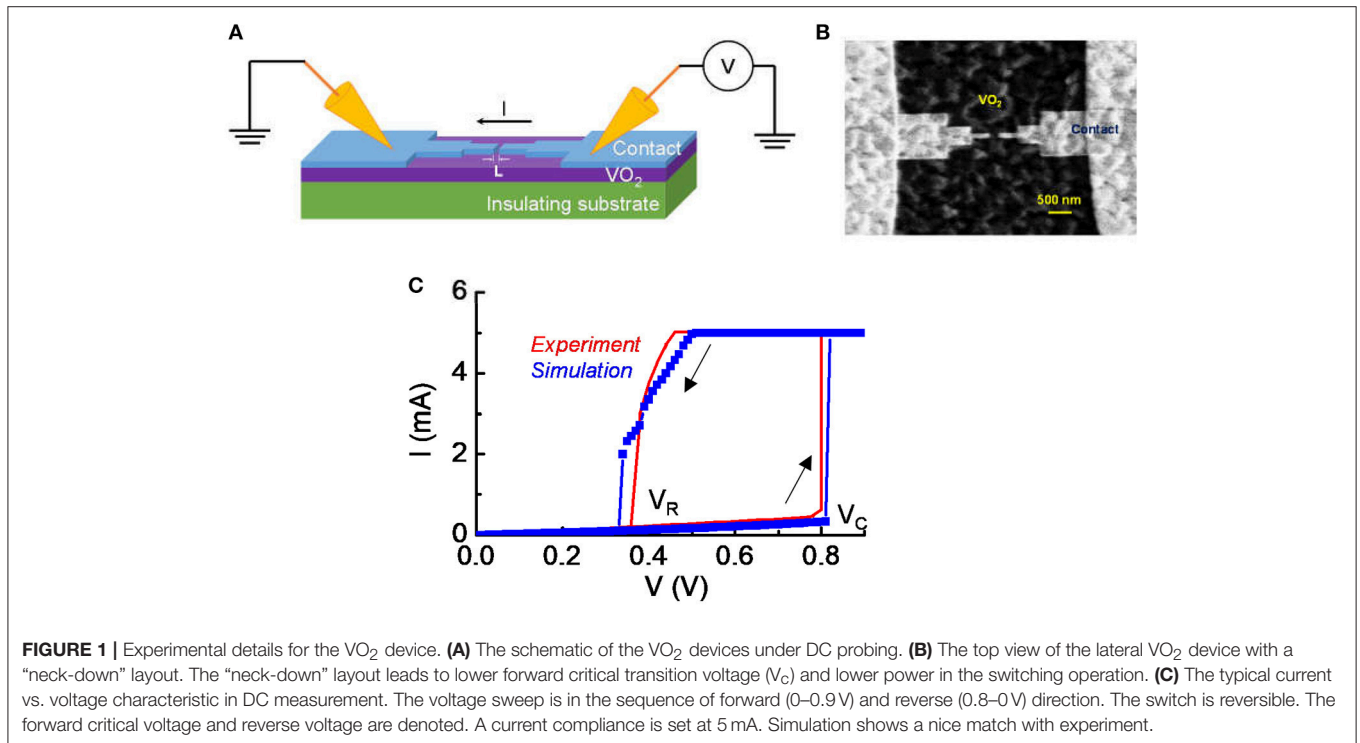 A
B
V
I
Contact
L
VO₂
Insulating substrate
VO₂
Contact
500 nm
C
6
Experiment
Simulation
4
I (mA)
2
V_R
V_C
0
0.0 0.2 0.4 0.6 0.8
V (V)
FIGURE 1 | Experimental details for the VO₂ device. (A) The schematic of the VO₂ devices under DC probing. (B) The top view of the lateral VO₂ device with a
“neck-down” layout. The “neck-down” layout leads to lower forward critical transition voltage (V_c) and lower power in the switching operation. (C) The typical current
vs. voltage characteristic in DC measurement. The voltage sweep is in the sequence of forward (0–0.9 V) and reverse (0.8–0 V) direction. The switch is reversible. The
forward critical voltage and reverse voltage are denoted. A current compliance is set at 5 mA. Simulation shows a nice match with experiment.